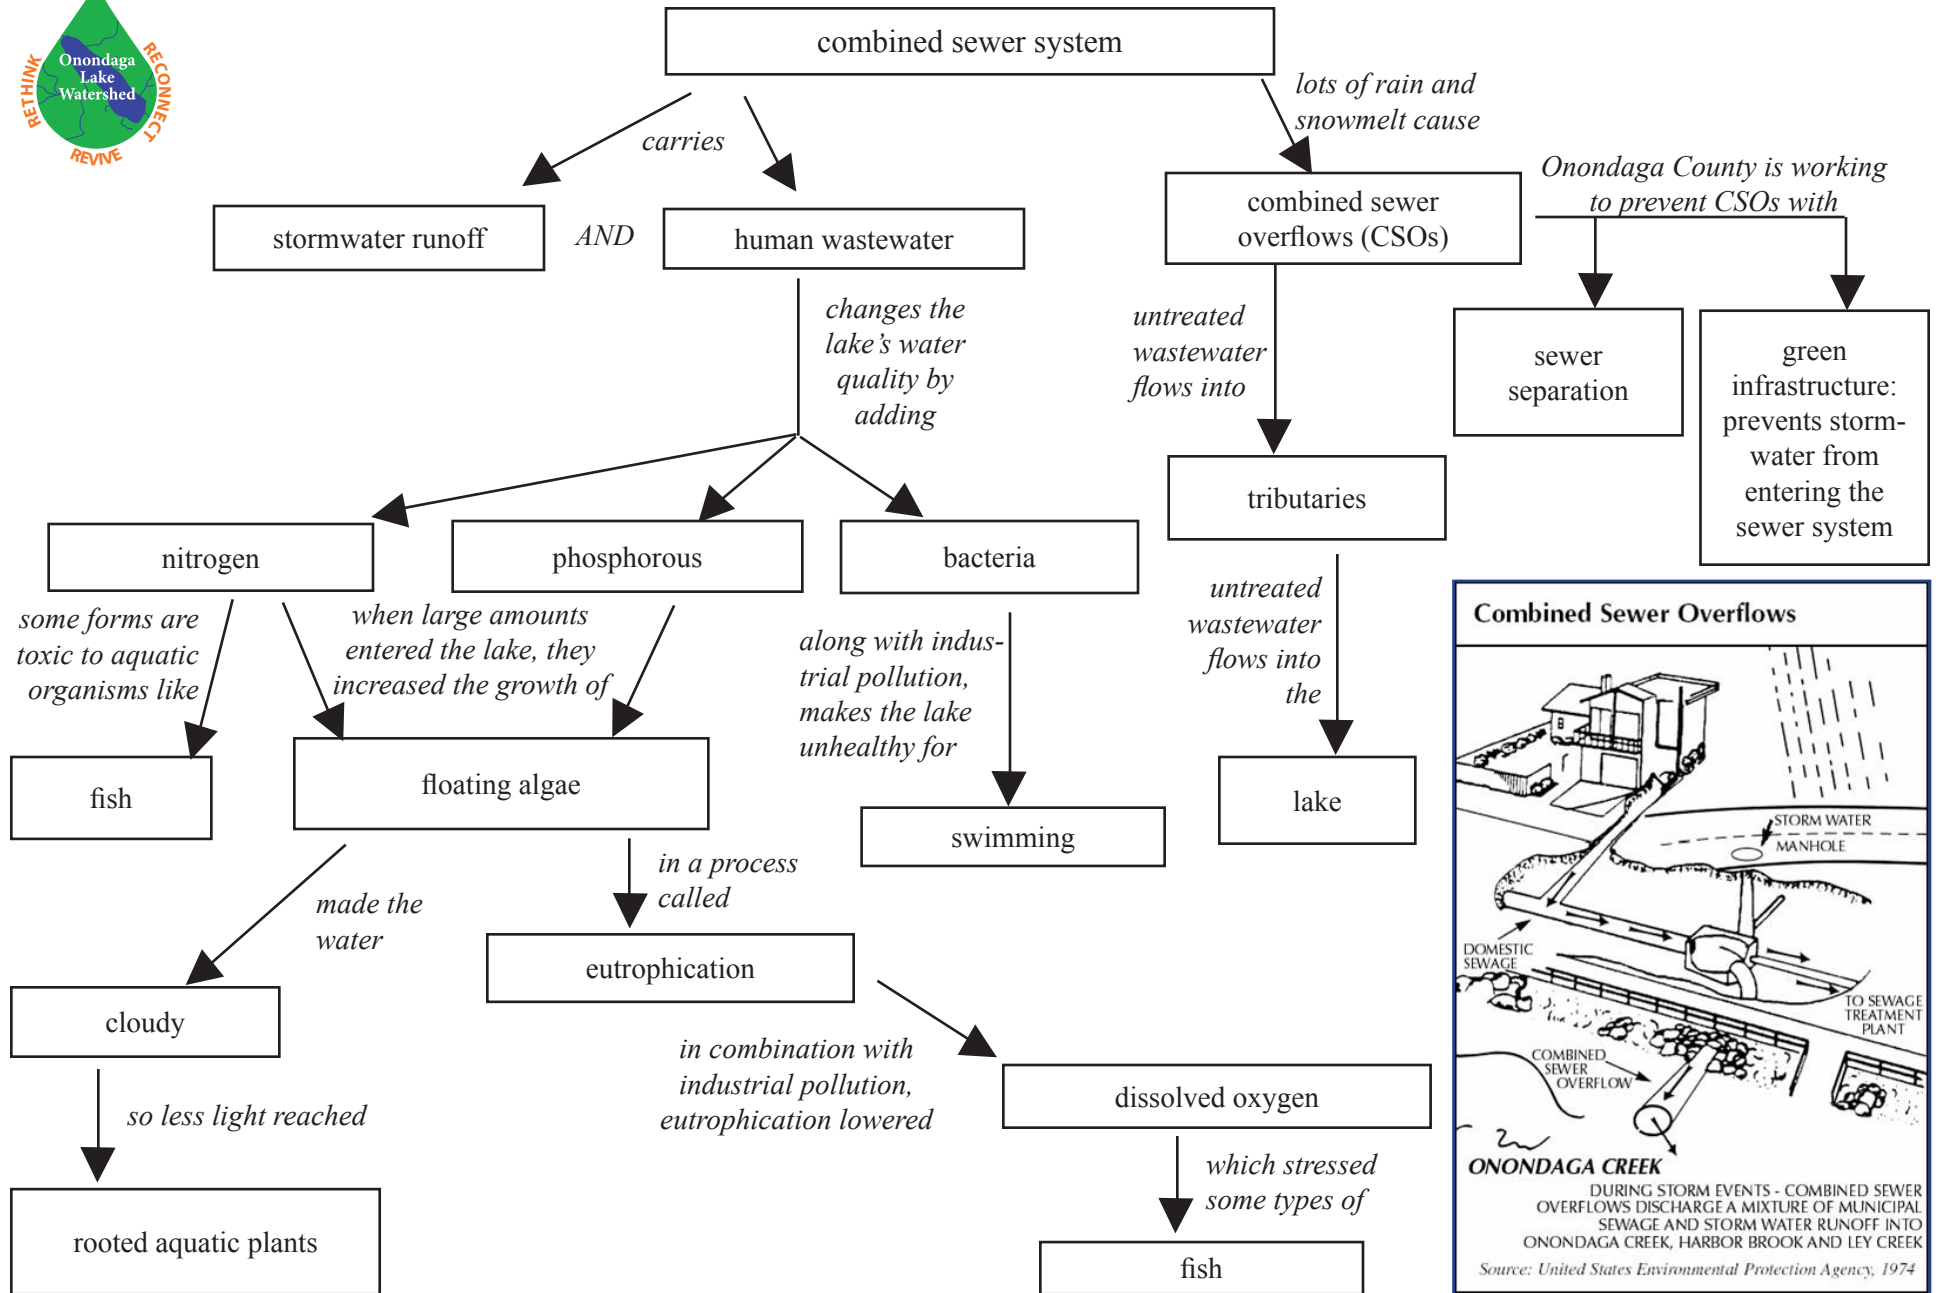 Onondaga
Lake
Watershed
RETHINK
RECONNECT
REVIVE
combined sewer system
carries
lots of rain and
snowmelt cause
stormwater runoff
AND
human wastewater
combined sewer
overflows (CSOs)
Onondaga County is working
to prevent CSOs with
changes the
lake's water
quality by
adding
untreated
wastewater
flows into
sewer
separation
green
infrastructure:
prevents storm-
water from
entering the
sewer system
nitrogen
phosphorous
bacteria
tributaries
some forms are
toxic to aquatic
organisms like
when large amounts
entered the lake, they
increased the growth of
along with indus-
trial pollution,
makes the lake
unhealthy for
untreated
wastewater
flows into
the
fish
floating algae
swimming
lake
made the
water
in a process
called
cloudy
eutrophication
so less light reached
in combination with
industrial pollution,
eutrophication lowered
dissolved oxygen
rooted aquatic plants
which stressed
some types of
fish
Combined Sewer Overflows
STORM WATER
MANHOLE
DOMESTIC
SEWAGE
TO SEWAGE
TREATMENT
PLANT
COMBINED
SEWER
OVERFLOW
ONONDAGA CREEK
DURING STORM EVENTS - COMBINED SEWER
OVERFLOWS DISCHARGE A MIXTURE OF MUNICIPAL
SEWAGE AND STORM WATER RUNOFF INTO
ONONDAGA CREEK, HARBOR BROOK AND LEY CREEK
Source: United States Environmental Protection Agency, 1974